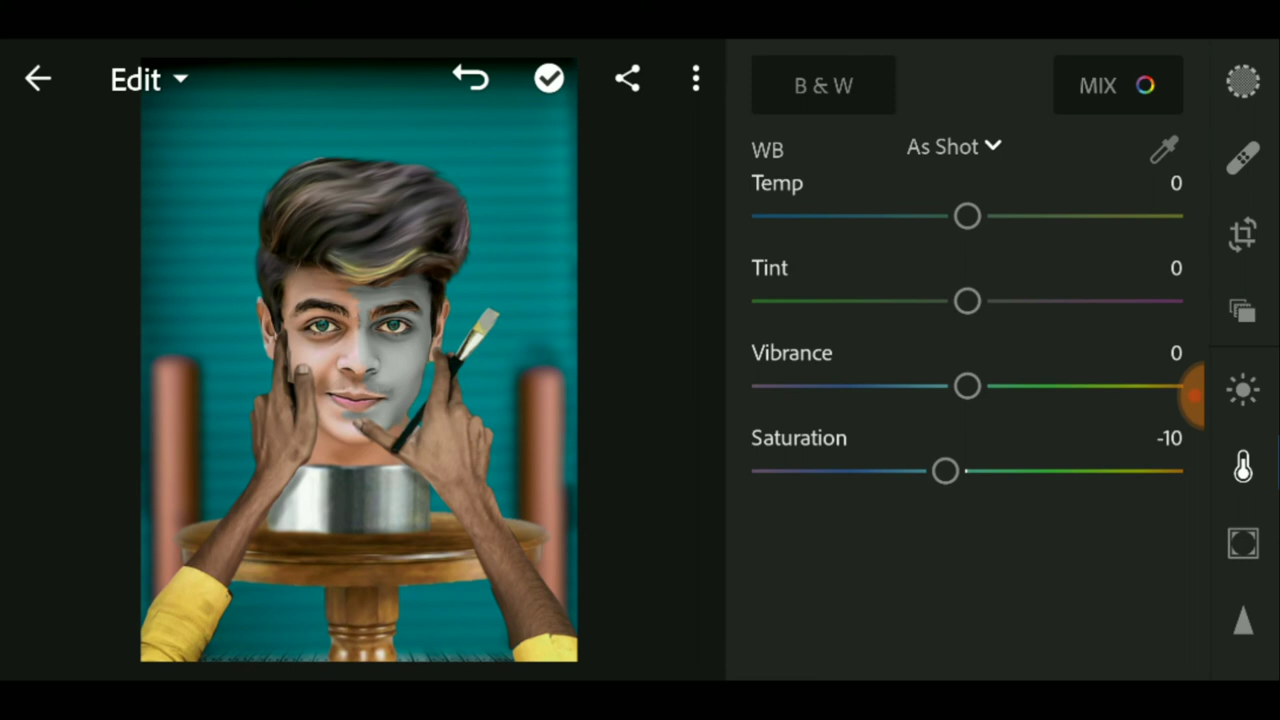 Edit
B & W
MIX
WB
As Shot
Temp
0
Tint
0
Vibrance
0
Saturation
-10